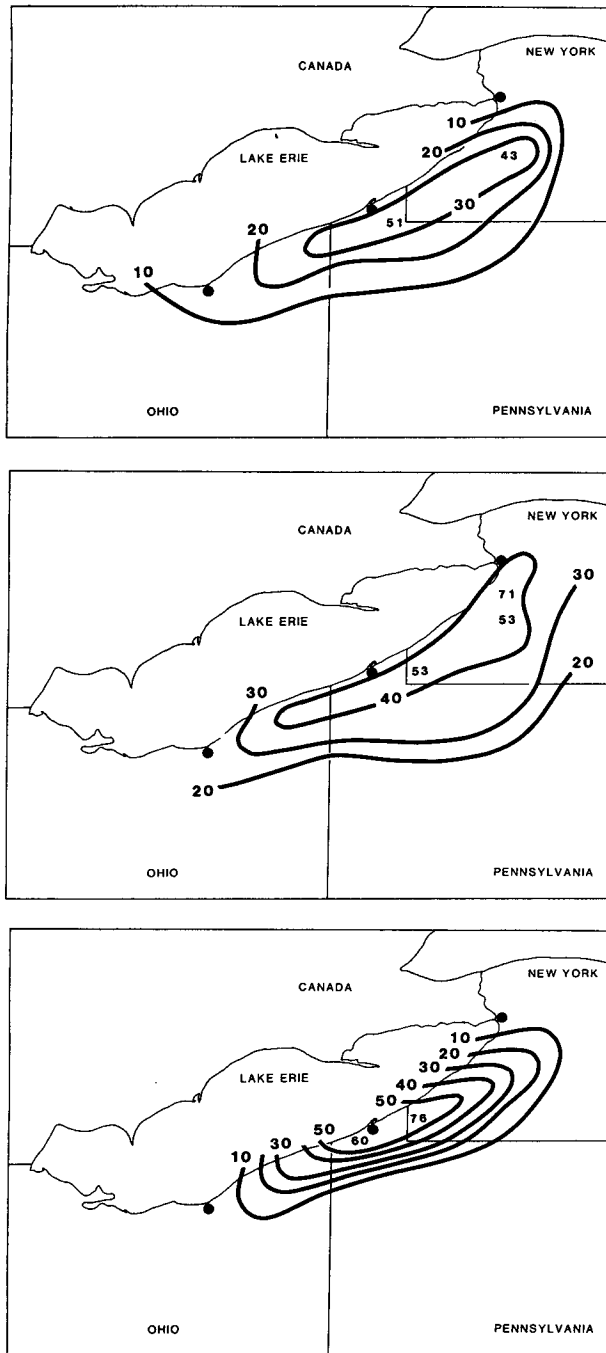 NEW YORK
CANADA
10
20
LAKE ERIE
43
30
51
20
10
OHIO
PENNSYLVANIA
NEW YORK
CANADA
30
71
LAKE ERIE
53
53
20
30
40
20
OHIO
PENNSYLVANIA
NEW YORK
CANADA
10
20
30
LAKE ERIE
40
50
76
50
60
30
10
OHIO
PENNSYLVANIA